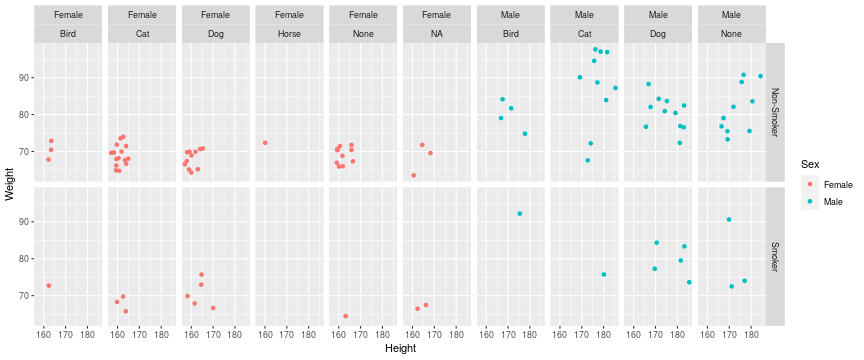 Female Female Female Female Female Female Male Male Male Male
Bird Cat Dog Horse None NA Bird Cat Dog None
90
80
70
Non-Smoker
90
80
70
Smoker
160 170 180 160 170 180 160 170 180 160 170 180 160 170 180 160 170 180 160 170 180 160 170 180 160 170 180 160 170 180
Height
Weight
Sex
Female
Male